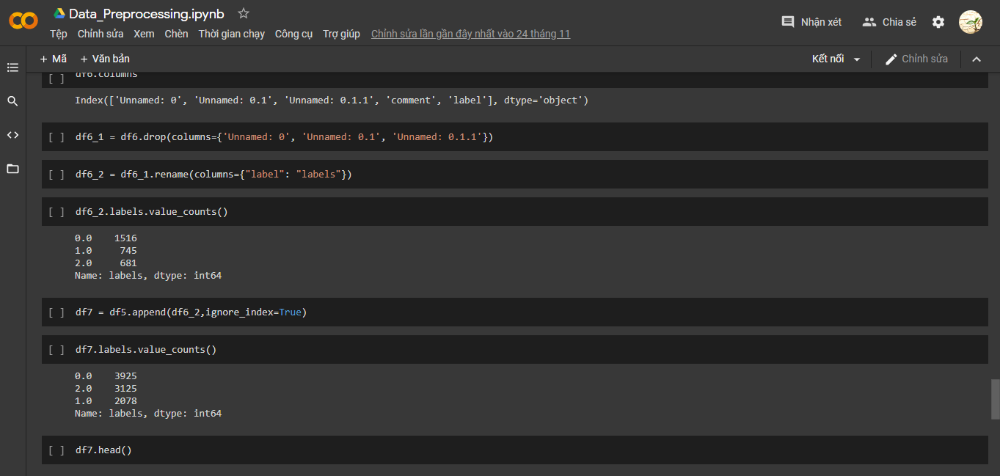 Data_Preprocessing.ipynb
Tệp Chỉnh sửa Xem Chèn Thời gian chạy Công cụ Trợ giúp Chỉnh sửa lần gần đây nhất vào 24 tháng 11
Nhận xét Chia sẻ
+ Mã + Văn bản
Kết nối Chỉnh sửa
[ ] df6.columns
Index(['Unnamed: 0', 'Unnamed: 0.1', 'Unnamed: 0.1.1', 'comment', 'label'], dtype='object')
[ ] df6_1 = df6.drop(columns={'Unnamed: 0', 'Unnamed: 0.1', 'Unnamed: 0.1.1'})
[ ] df6_2 = df6_1.rename(columns={"label": "labels"})
[ ] df6_2.labels.value_counts()
0.0 1516
1.0 745
2.0 681
Name: labels, dtype: int64
[ ] df7 = df5.append(df6_2,ignore_index=True)
[ ] df7.labels.value_counts()
0.0 3925
2.0 3125
1.0 2078
Name: labels, dtype: int64
[ ] df7.head()